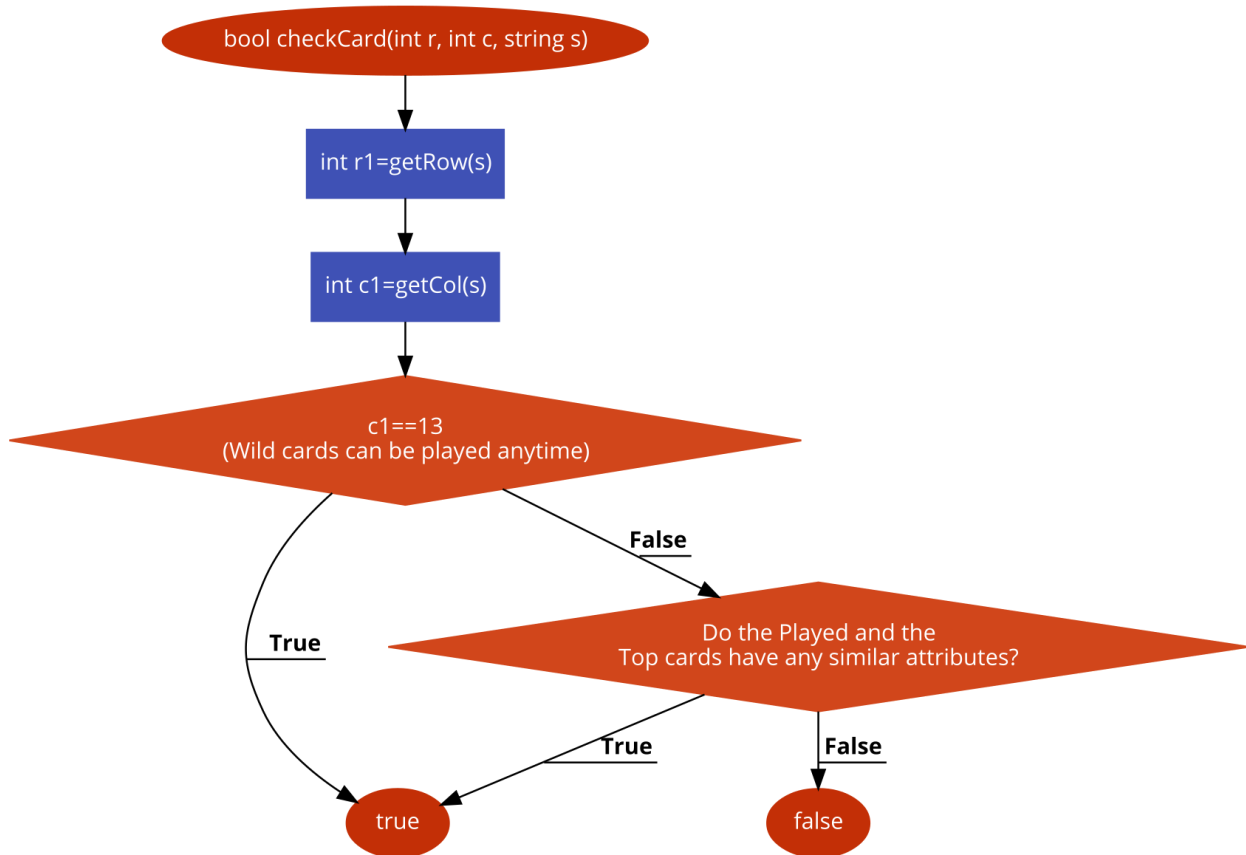 bool checkCard(int r, int c, string s)
int r1=getRow(s)
int c1=getCol(s)
c1==13
(Wild cards can be played anytime)
False
Do the Played and the
Top cards have any similar attributes?
True
True
False
true
false